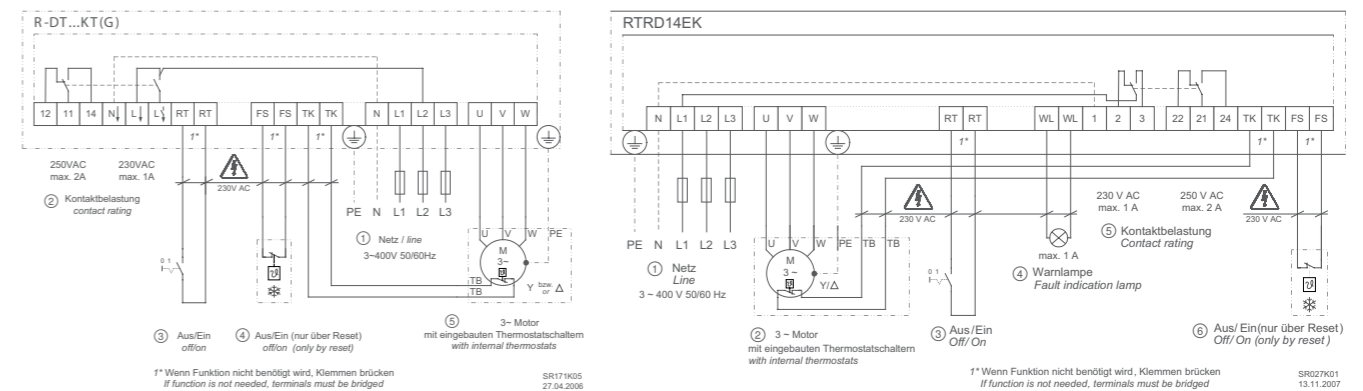 R-DT...KT(G)
12 11 14 N L L RT RT FS FS TK TK N L1 L2 L3 U V W
1* 1* 1*
250VAC
max. 2A
230VAC
max. 1A
230V AC
② Kontaktbelastung
contact rating
PE N L1 L2 L3
① Netz / line
3~400V 50/60Hz
U V W PE
M
3~
TB
TB
Y bzw. or Δ
0 1
③ Aus/Ein
off/on
④ Aus/Ein (nur über Reset)
off/on (only by reset)
⑤ 3~ Motor
mit eingebauten Thermostatschaltern
with internal thermostats
1* Wenn Funktion nicht benötigt wird, Klemmen brücken
If function is not needed, terminals must be bridged
SR171K05
27.04.2006
RTRD14EK
N L1 L2 L3 U V W RT RT WL WL 1 2 3 22 21 24 TK TK FS FS
1* 1* 1*
230 V AC
230 V AC
max. 1 A
250 V AC
max. 2 A
230 V AC
⑤ Kontaktbelastung
Contact rating
PE N L1 L2 L3
U V W PE TB TB
M
3~
Y/Δ
① Netz
Line
3 ~ 400 V 50/60 Hz
0 1
max. 1 A
④ Warnlampe
Fault indication lamp
② 3 ~ Motor
mit eingebauten Thermostatschaltern
with internal thermostats
③ Aus/Ein
Off/On
⑥ Aus/Ein(nur über Reset)
Off/On (only by reset)
1* Wenn Funktion nicht benötigt wird, Klemmen brücken
If function is not needed, terminals must be bridged
SR027K01
13.11.2007